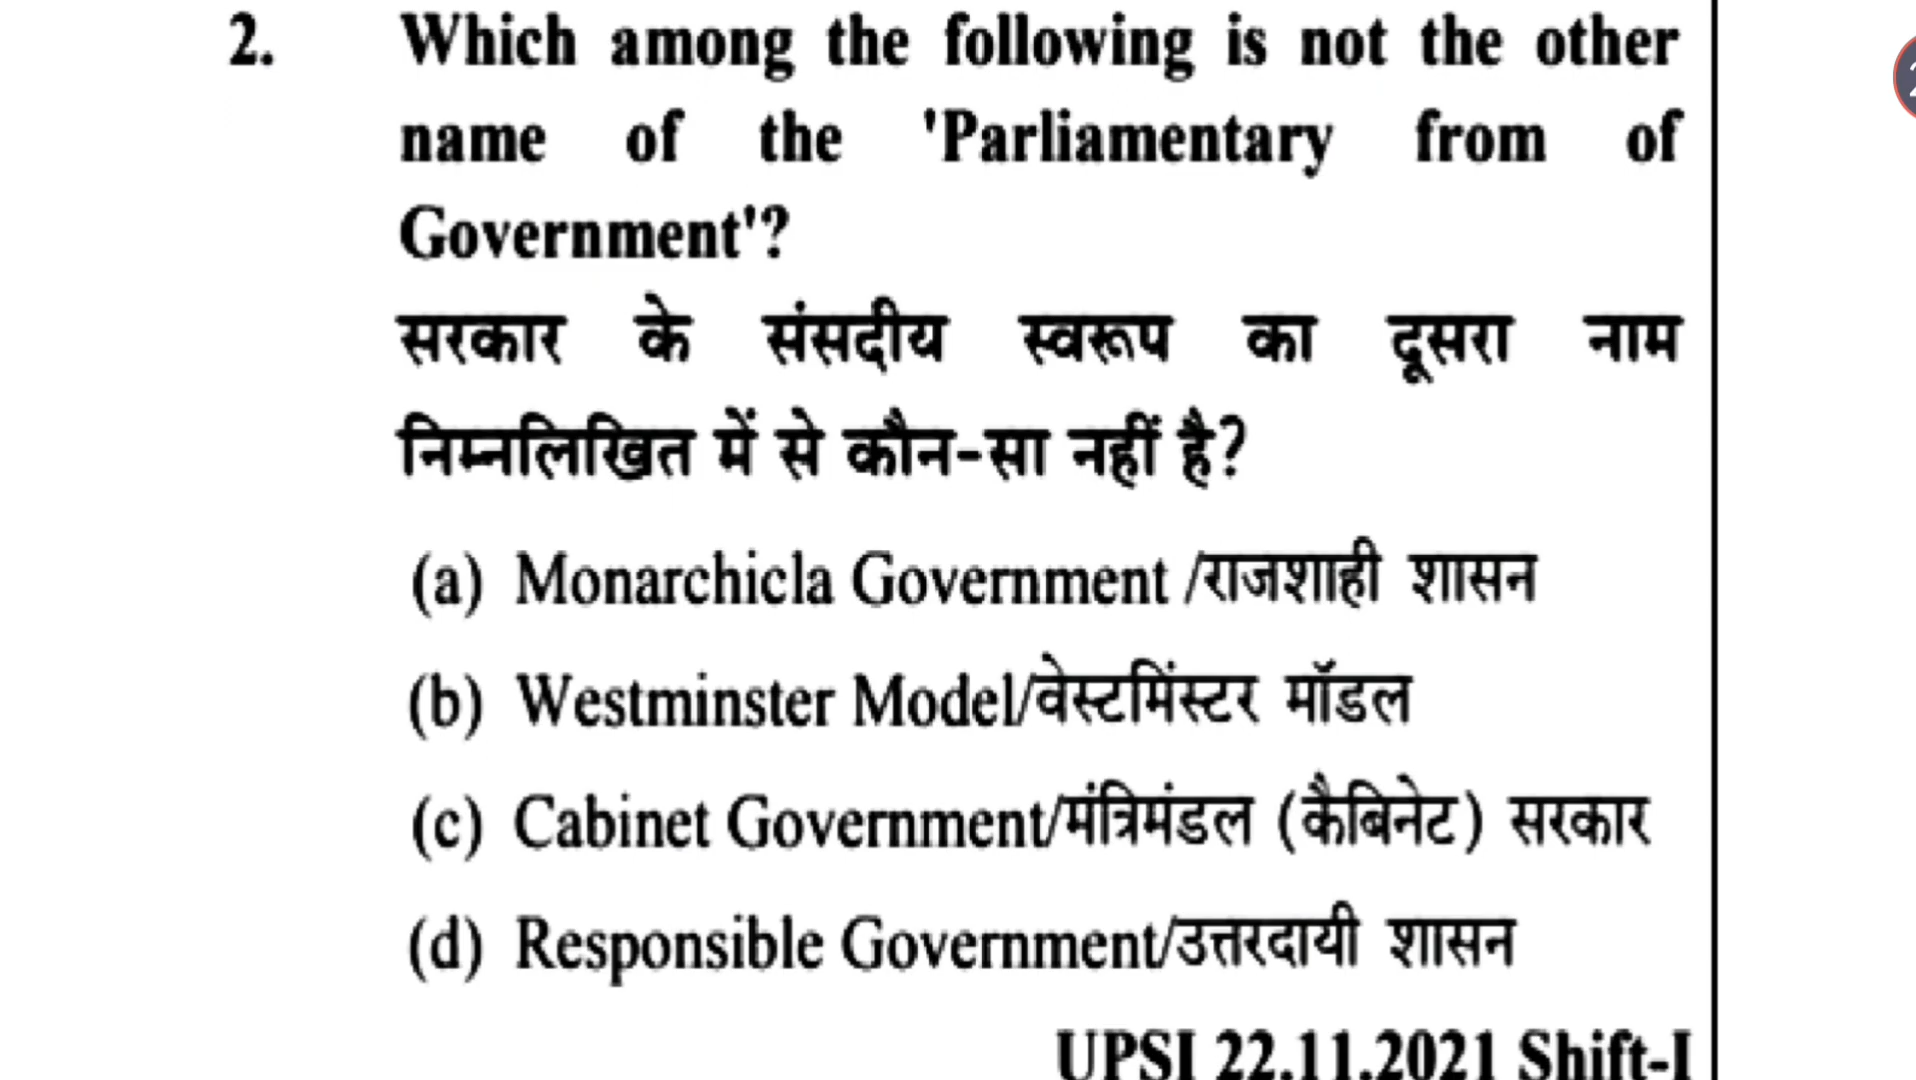 2. Which among the following is not the other
name of the 'Parliamentary from of
Government'?
सरकार के संसदीय स्वरूप का दूसरा नाम
निम्नलिखित में से कौन-सा नहीं है?
(a) Monarchicla Government /राजशाही शासन
(b) Westminster Model/वेस्टमिंस्टर मॉडल
(c) Cabinet Government/मंत्रिमंडल (कैबिनेट) सरकार
(d) Responsible Government/उत्तरदायी शासन
UPSI 22.11.2021 Shift-I